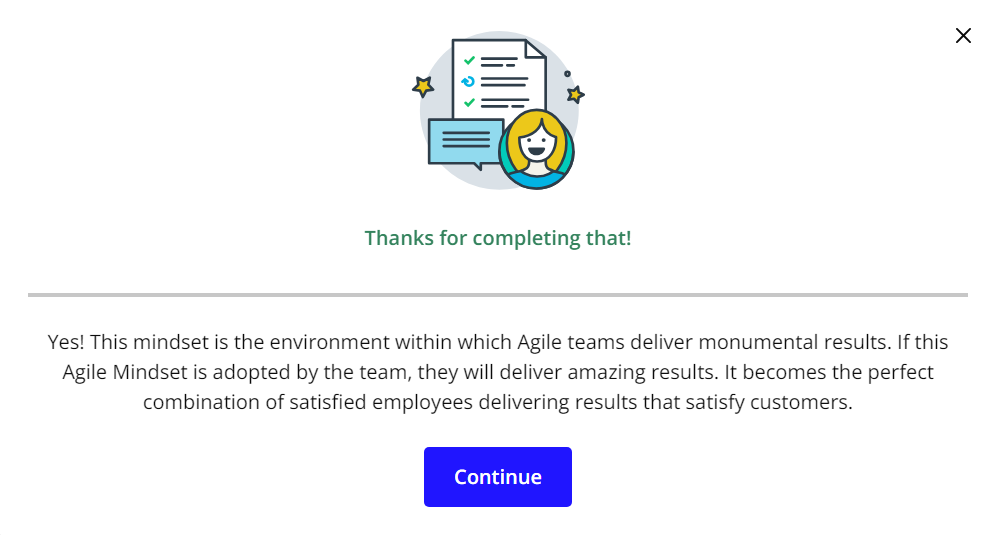 Thanks for completing that!
Yes! This mindset is the environment within which Agile teams deliver monumental results. If this
Agile Mindset is adopted by the team, they will deliver amazing results. It becomes the perfect
combination of satisfied employees delivering results that satisfy customers.
Continue